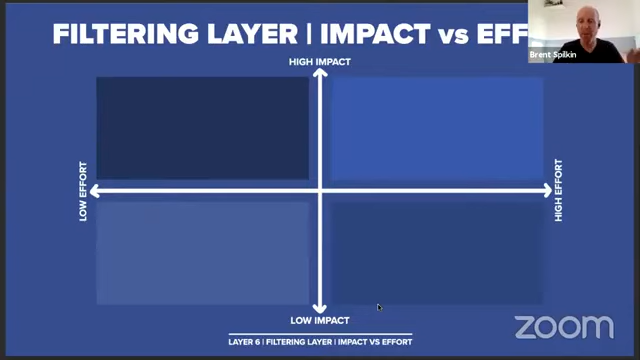 FILTERING LAYER | IMPACT vs EFF
Brent Spilkin
HIGH IMPACT
LOW EFFORT
HIGH EFFORT
LOW IMPACT
LAYER 6 | FILTERING LAYER | IMPACT VS EFFORT
zoom